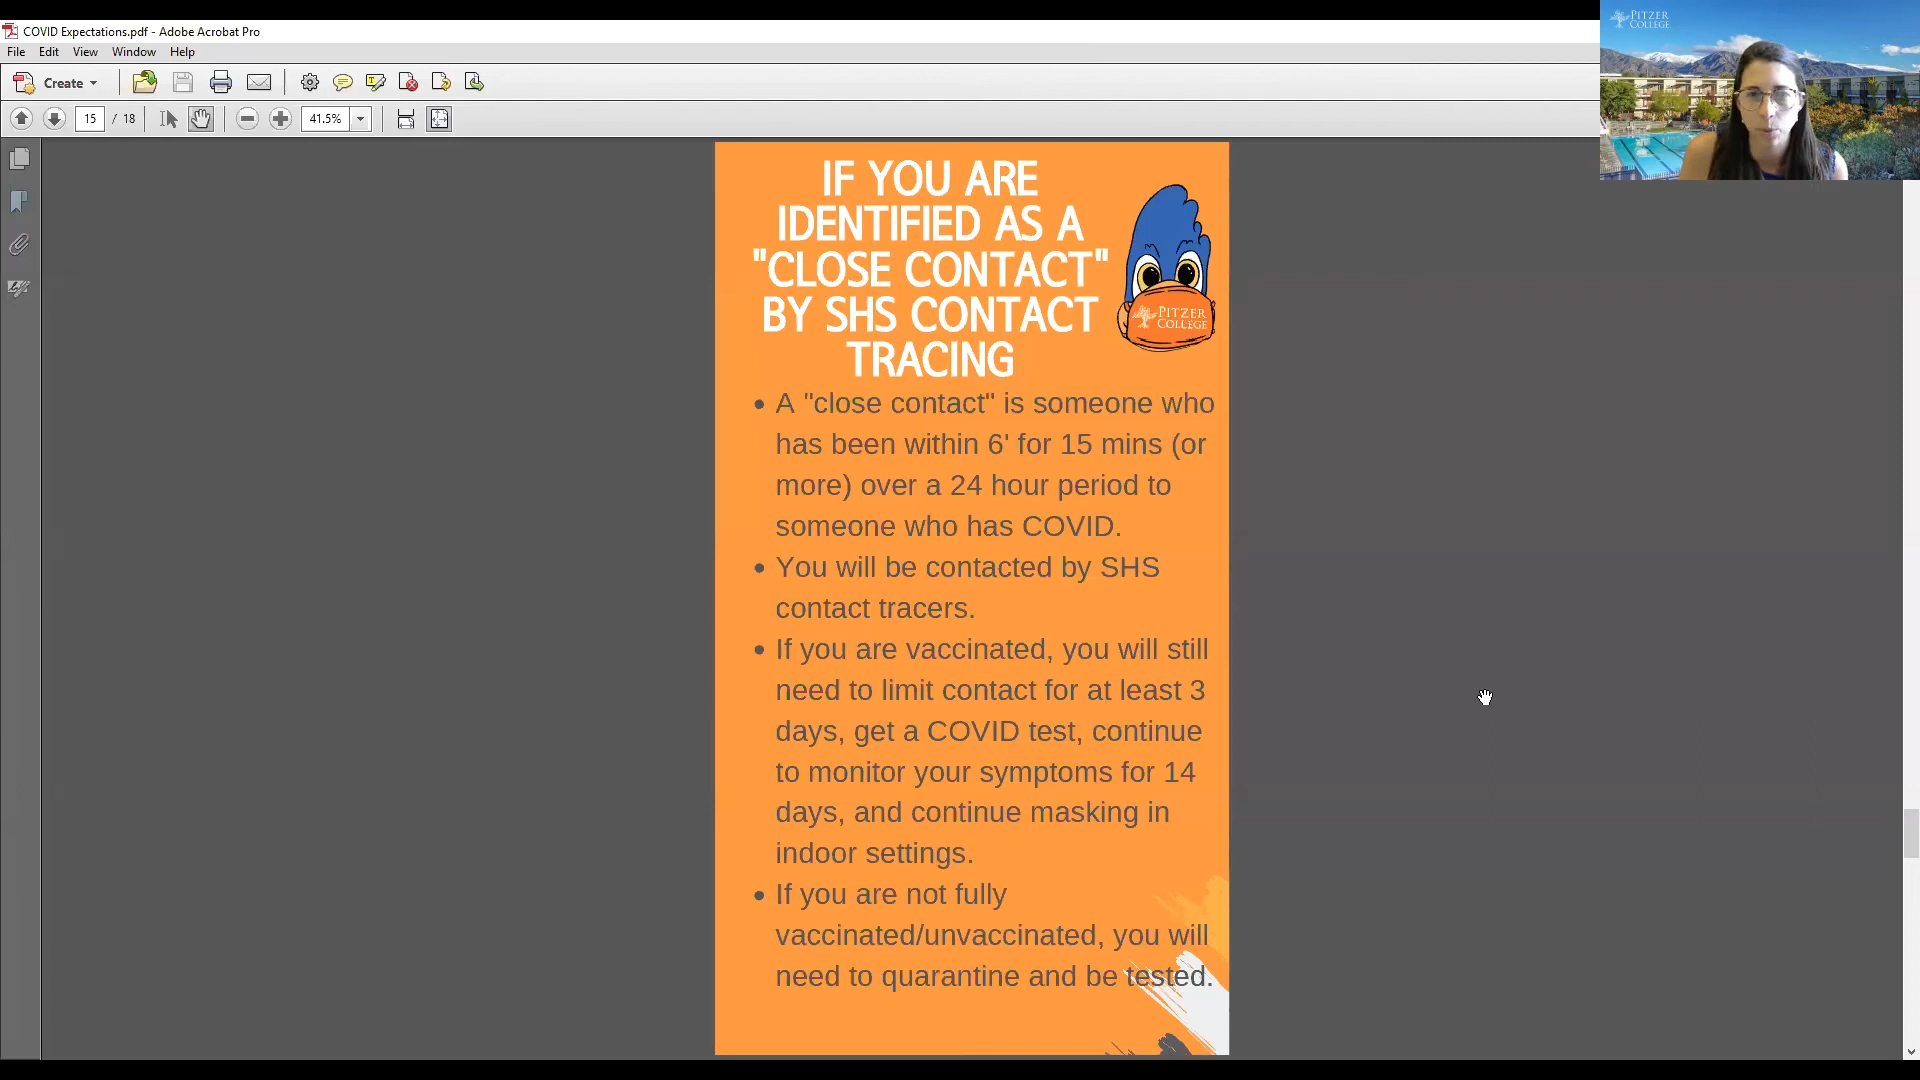 COVID Expectations.pdf - Adobe Acrobat Pro
File Edit View Window Help
Create
15 / 18 41.5%
PITZER
COLLEGE
IF YOU ARE
IDENTIFIED AS A
"CLOSE CONTACT"
BY SHS CONTACT
TRACING
PITZER
COLLEGE
• A "close contact" is someone who
has been within 6' for 15 mins (or
more) over a 24 hour period to
someone who has COVID.
• You will be contacted by SHS
contact tracers.
• If you are vaccinated, you will still
need to limit contact for at least 3
days, get a COVID test, continue
to monitor your symptoms for 14
days, and continue masking in
indoor settings.
• If you are not fully
vaccinated/unvaccinated, you will
need to quarantine and be tested.